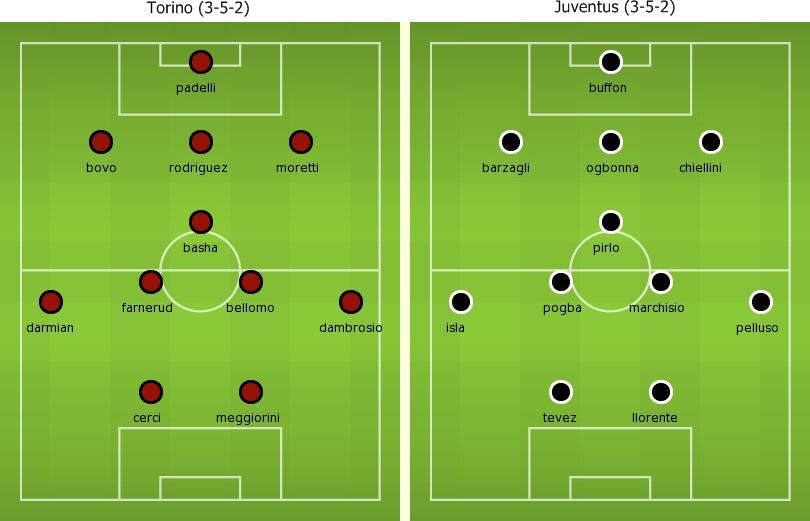 Torino (3-5-2)
padelli
bovo rodriguez moretti
basha
farnerud bellomo
darmian dambrosio
cerci meggiorini
Juventus (3-5-2)
buffon
barzagli ogbonna chiellini
pirlo
pogba marchisio
isla pelluso
tevez llorente